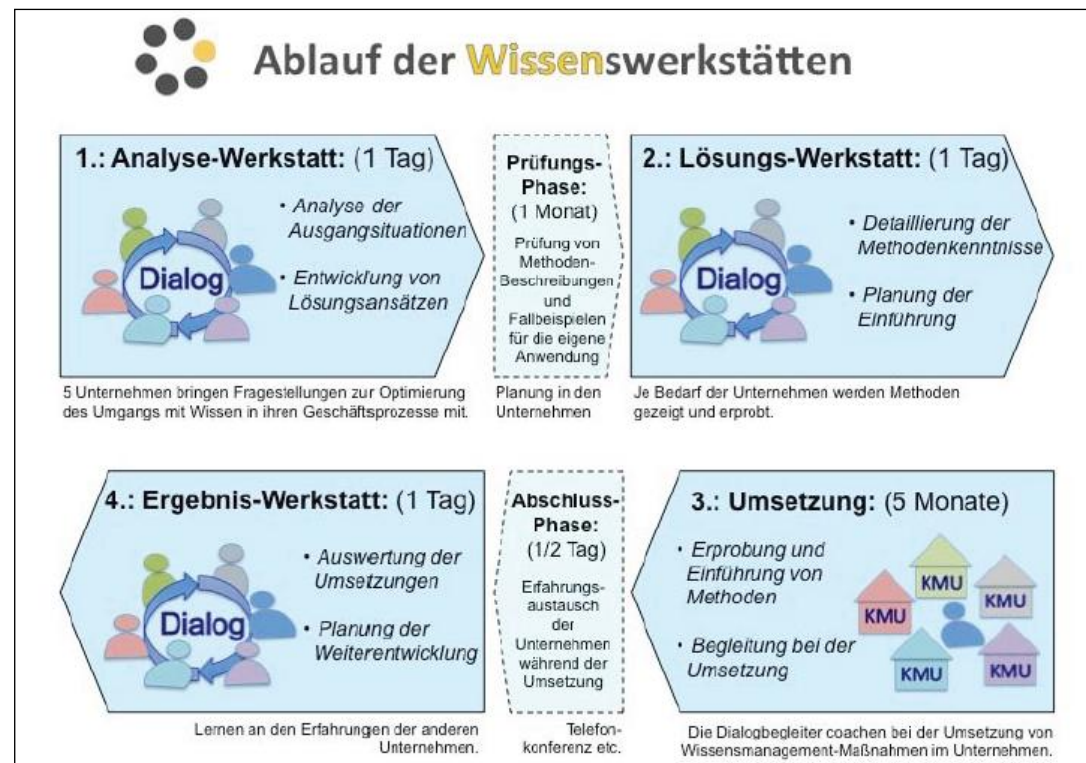 Ablauf der Wissenswerkstätten
1.: Analyse-Werkstatt: (1 Tag)
• Analyse der
Ausgangsituationen
• Entwicklung von
Lösungsansätzen
Dialog
5 Unternehmen bringen Fragestellungen zur Optimierung
des Umgangs mit Wissen in ihren Geschäftsprozesse mit.
Prüfungs-
Phase:
(1 Monat)
Prüfung von
Methoden-
Beschreibungen
und
Fallbeispielen
für die eigene
Anwendung
Planung in den
Unternehmen
2.: Lösungs-Werkstatt: (1 Tag)
• Detaillierung der
Methodenkenntnisse
• Planung der
Einführung
Dialog
Je Bedarf der Unternehmen werden Methoden
gezeigt und erprobt.
3.: Umsetzung: (5 Monate)
• Erprobung und
Einführung von
Methoden
• Begleitung bei der
Umsetzung
KMU
KMU
KMU
KMU
KMU
Die Dialogbegleiter coachen bei der Umsetzung von
Wissensmanagement-Maßnahmen im Unternehmen.
Abschluss-
Phase:
(1/2 Tag)
Erfahrungs-
austausch
der
Unternehmen
während der
Umsetzung
Telefon-
konferenz etc.
4.: Ergebnis-Werkstatt: (1 Tag)
• Auswertung der
Umsetzungen
• Planung der
Weiterentwicklung
Dialog
Lernen an den Erfahrungen der anderen
Unternehmen.